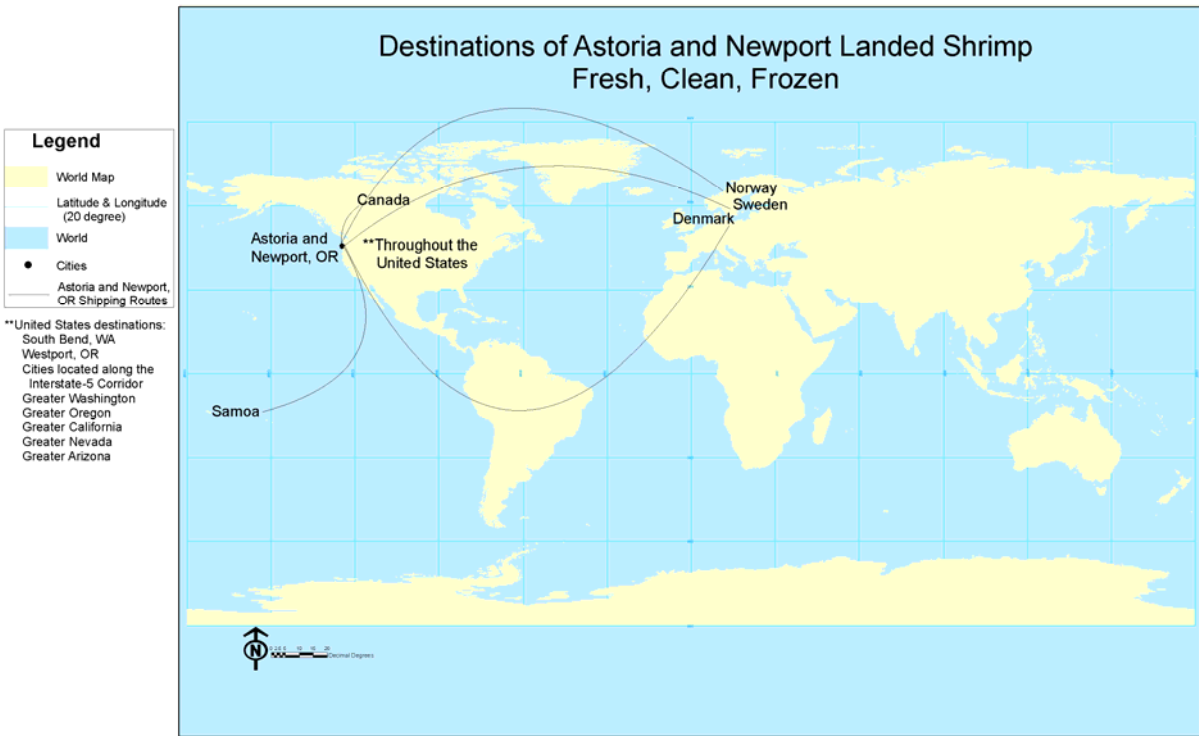 Destinations of Astoria and Newport Landed Shrimp
Fresh, Clean, Frozen
Legend
World Map
Latitude & Longitude
(20 degree)
World
Cities
Astoria and Newport,
OR Shipping Routes
**United States destinations:
South Bend, WA
Westport, OR
Cities located along the
Interstate-5 Corridor
Greater Washington
Greater Oregon
Greater California
Greater Nevada
Greater Arizona
Canada
Astoria and
Newport, OR
**Throughout the
United States
Norway
Sweden
Denmark
Samoa
N
Decimal Degrees